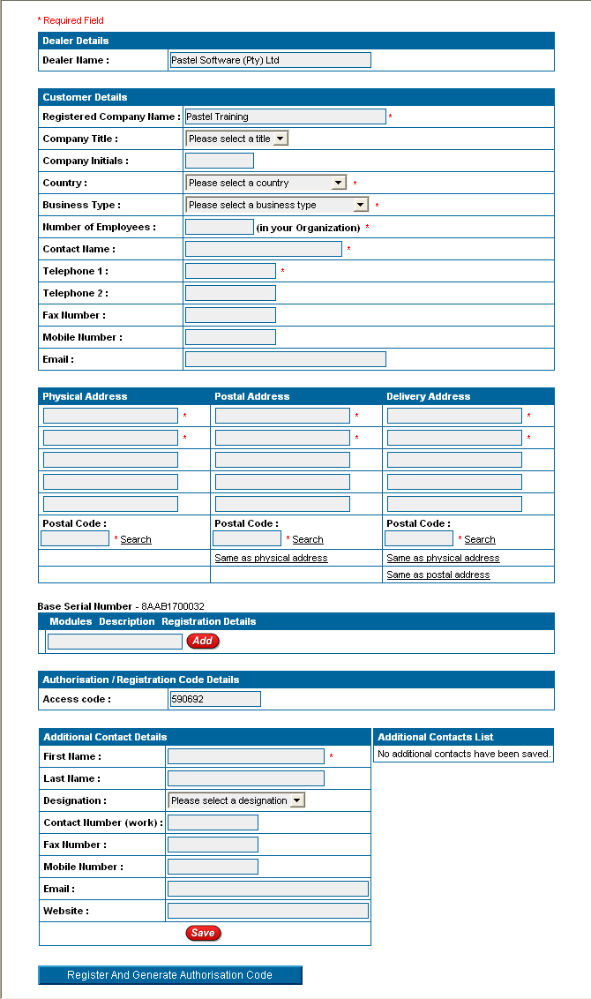 * Required Field
Dealer Details
Dealer Name : Pastel Software (Pty) Ltd
Customer Details
Registered Company Name : Pastel Training *
Company Title : Please select a title
Company Initials :
Country : Please select a country *
Business Type : Please select a business type *
Number of Employees : (in your Organization) *
Contact Name : *
Telephone 1 : *
Telephone 2 :
Fax Number :
Mobile Number :
Email :
Physical Address Postal Address Delivery Address
* * *
* * *
Postal Code : Postal Code : Postal Code :
* Search * Search * Search
Same as physical address Same as physical address
Same as postal address
Base Serial Number - 8AAB1700032
Modules Description Registration Details
Add
Authorisation / Registration Code Details
Access code : 590692
Additional Contact Details Additional Contacts List
First Name : * No additional contacts have been saved.
Last Name :
Designation : Please select a designation
Contact Number (work) :
Fax Number :
Mobile Number :
Email :
Website :
Save
Register And Generate Authorisation Code